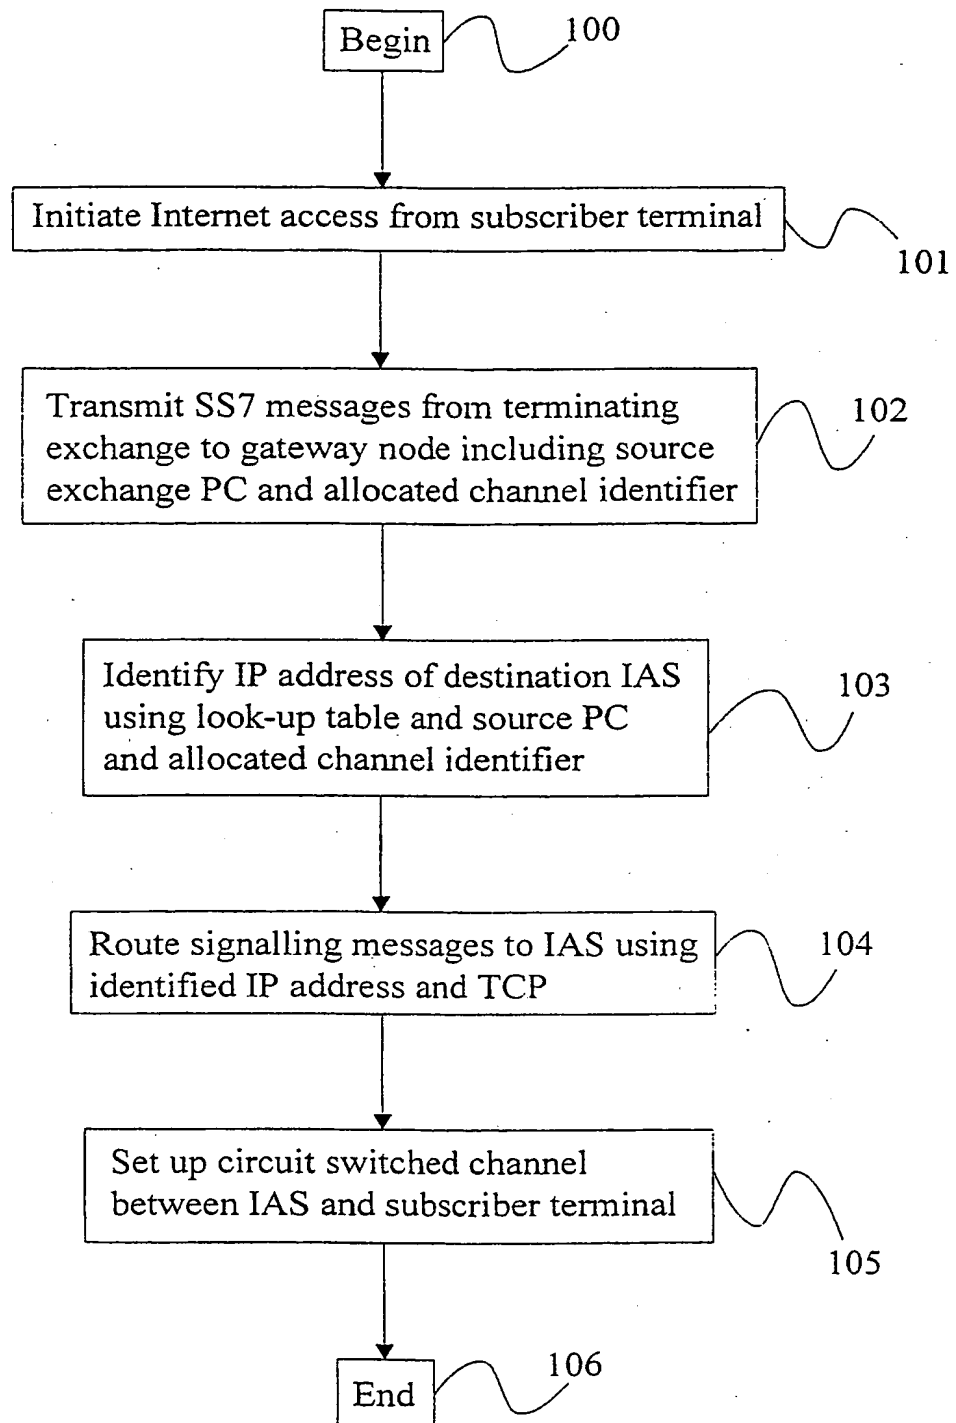 Begin
100
Initiate Internet access from subscriber terminal
101
Transmit SS7 messages from terminating
exchange to gateway node including source
exchange PC and allocated channel identifier
102
Identify IP address of destination IAS
using look-up table and source PC
and allocated channel identifier
103
Route signalling messages to IAS using
identified IP address and TCP
104
Set up circuit switched channel
between IAS and subscriber terminal
105
End
106